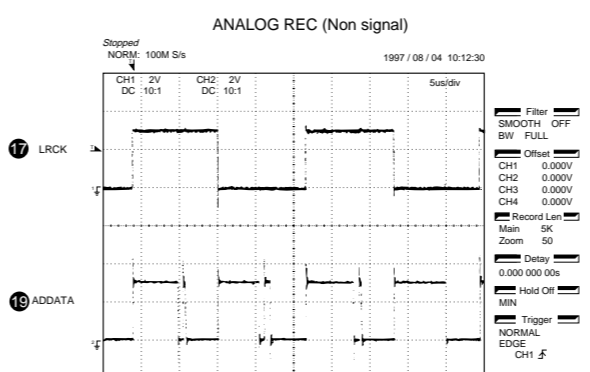 ANALOG REC (Non signal)
Stopped
NORM: 100M S/s
1997 / 08 / 04 10:12:30
CH1 2V CH2 2V 5us/div
DC 10:1 DC 10:1
17 LRCK
19 ADDATA
Filter
SMOOTH OFF
BW FULL
Offset
CH1 0.000V
CH2 0.000V
CH3 0.000V
CH4 0.000V
Record Len
Main 5K
Zoom 50
Detay
0.000 000 00s
Hold Off
MIN
Trigger
NORMAL
EDGE
CH1